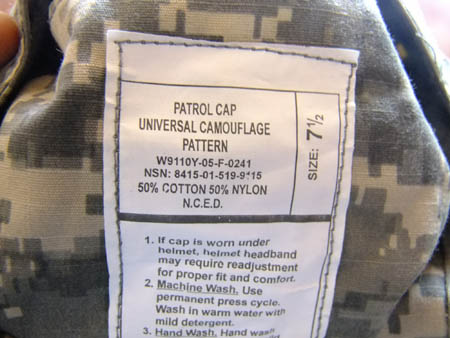 PATROL CAP
UNIVERSAL CAMOUFLAGE
PATTERN
W9110Y-05-F-0241
NSN: 8415-01-519-9115
50% COTTON 50% NYLON
N.C.E.D.
SIZE: 7 1/2
1. If cap is worn under
helmet, helmet headband
may require readjustment
for proper fit and comfort.
2. Machine Wash. Use
permanent press cycle.
Wash in warm water with
mild detergent.
3. Hand Wash. Hand wash